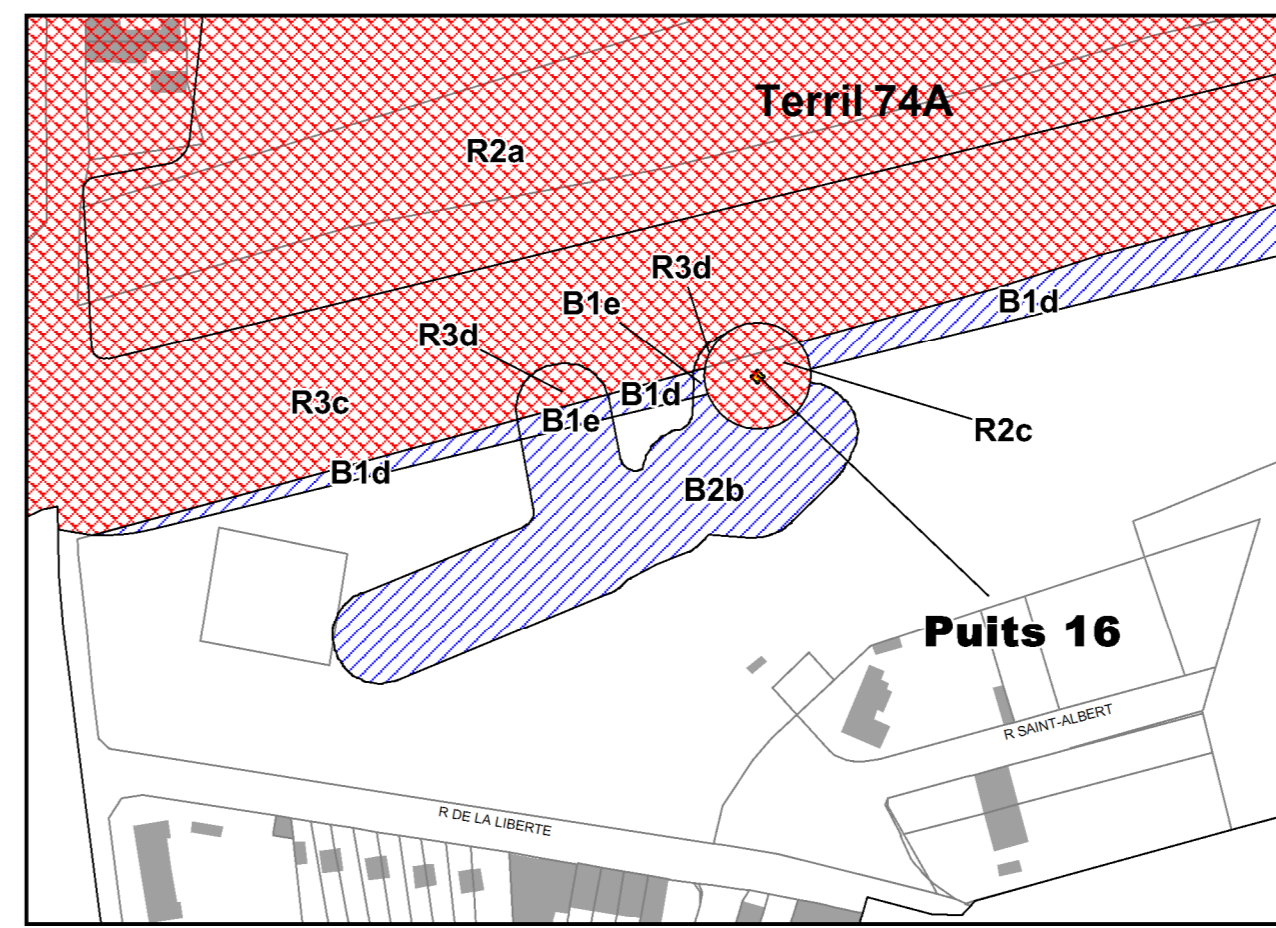 Terril 74A
R2a
R3d
B1e
B1d
R3d
B1d
R3c
B1e
R2c
B1d
B2b
Puits 16
R SAINT-ALBERT
R DE LA LIBERTE